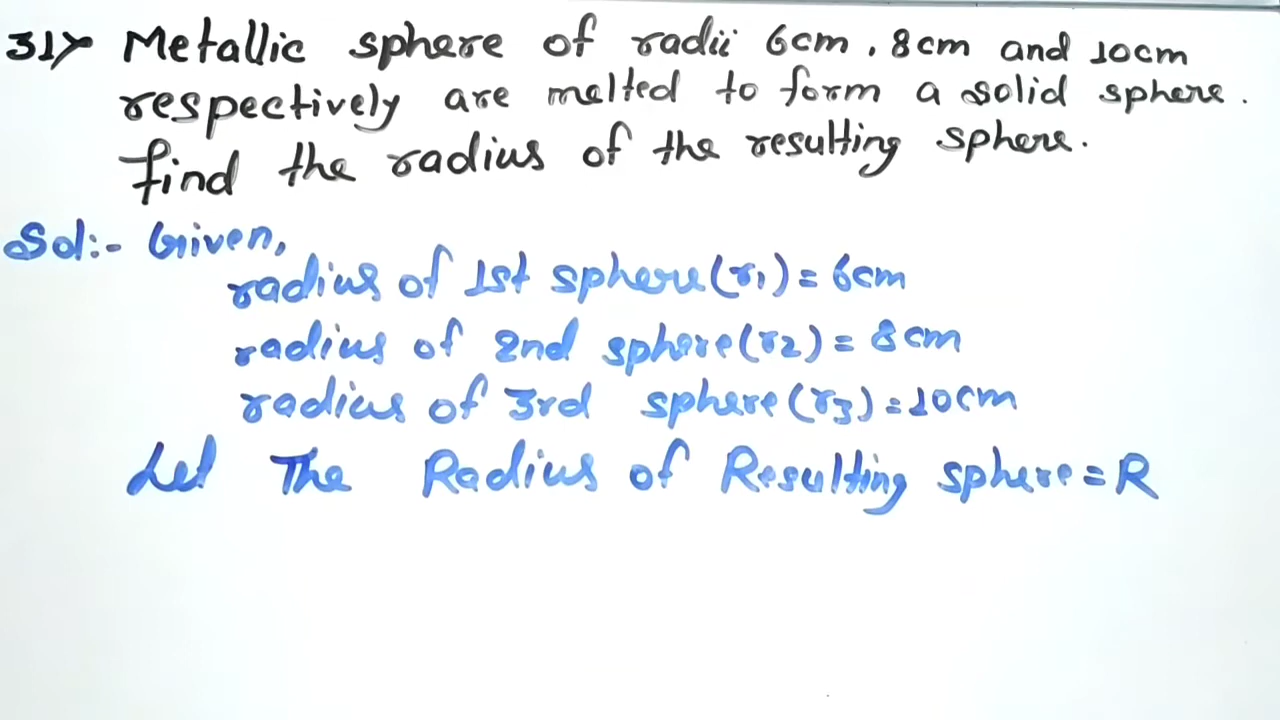 31> Metallic sphere of radii 6cm, 8cm and 10cm
respectively are melted to form a solid sphere.
find the radius of the resulting sphere.
Sol:- Given,
radius of 1st sphere(r1) = 6cm
radius of 2nd sphere(r2) = 8cm
radius of 3rd sphere(r3) = 10cm
Let The Radius of Resulting sphere = R